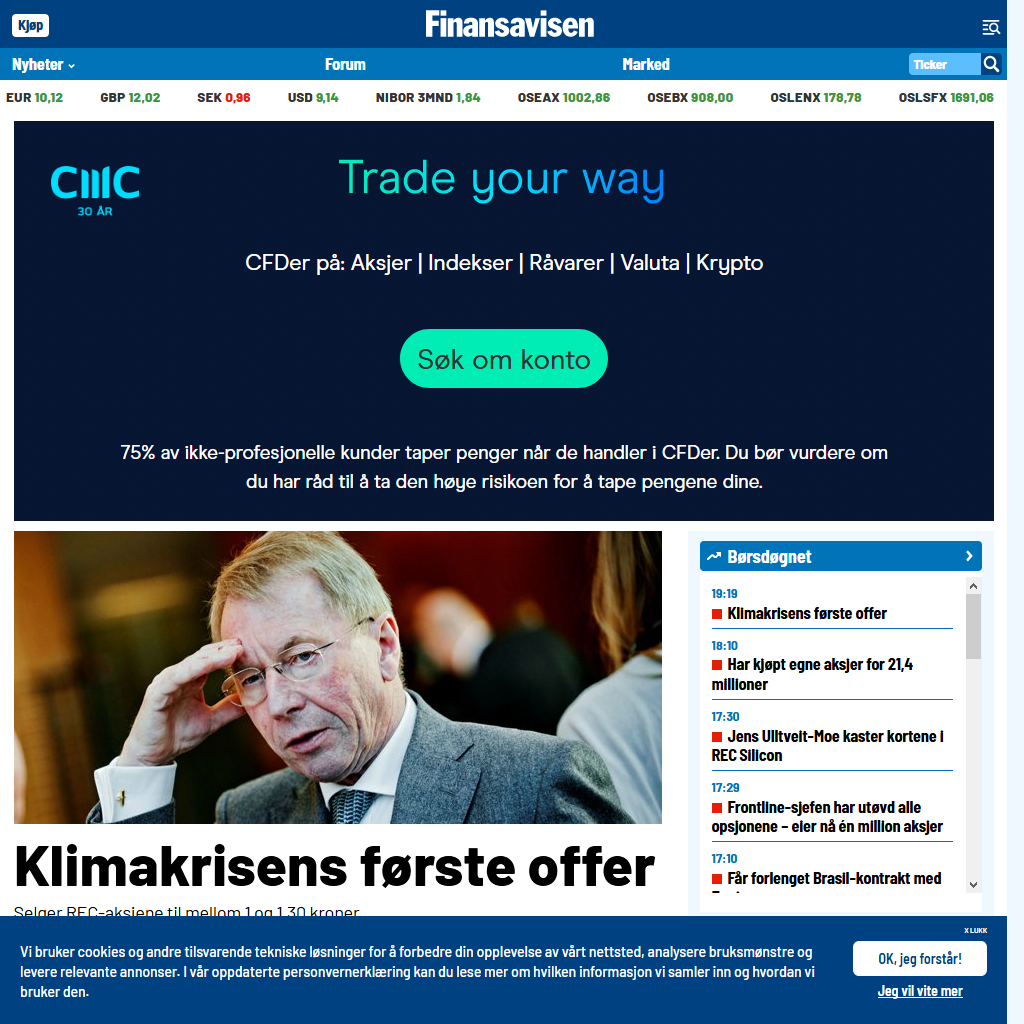 Kjøp
Finansavisen
Nyheter
Forum
Marked
Ticker
EUR 10,12
GBP 12,02
SEK 0,96
USD 9,14
NIBOR 3MND 1,84
OSEAX 1002,86
OSEBX 908,00
OSLENX 178,78
OSLSFX 1691,06
CMC
30 ÅR
Trade your way
CFDer på: Aksjer | Indekser | Råvarer | Valuta | Krypto
Søk om konto
75% av ikke-profesjonelle kunder taper penger når de handler i CFDer. Du bør vurdere om
du har råd til å ta den høye risikoen for å tape pengene dine.
Klimakrisens første offer
Selger REC-aksjene til mellom 1 og 1,30 kroner
Børsdøgnet
19:19
Klimakrisens første offer
18:10
Har kjøpt egne aksjer for 21,4
millioner
17:30
Jens Ulltveit-Moe kaster kortene i
REC Silicon
17:29
Frontline-sjefen har utøvd alle
opsjonene – eier nå én million aksjer
17:10
Får forlenget Brasil-kontrakt med
X LUKK
Vi bruker cookies og andre tilsvarende tekniske løsninger for å forbedre din opplevelse av vårt nettsted, analysere bruksmønstre og
levere relevante annonser. I vår oppdaterte personvernerklæring kan du lese mer om hvilken informasjon vi samler inn og hvordan vi
bruker den.
OK, jeg forstår!
Jeg vil vite mer